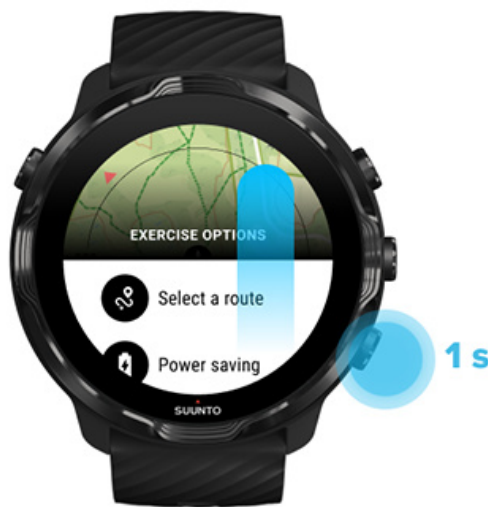 EXERCISE OPTIONS
Select a route
1 s
Power saving
SUUNTO